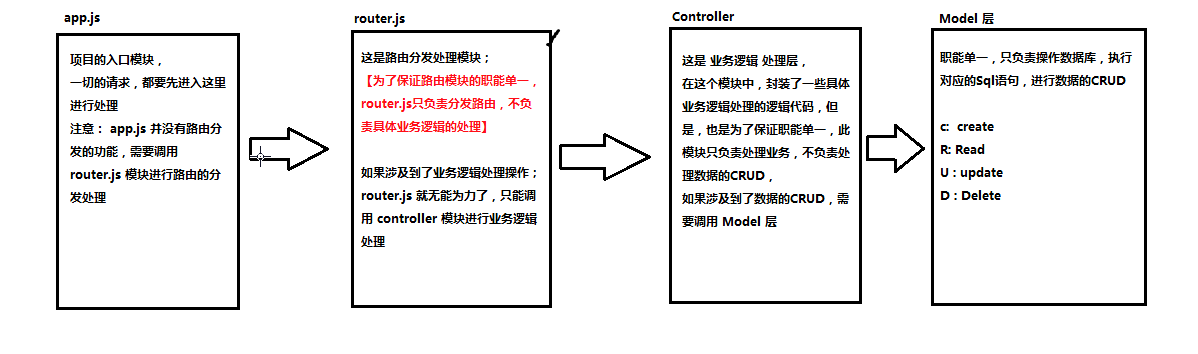 app.js
项目的入口模块，
一切的请求，都要先进入这里
进行处理
注意： app.js 并没有路由分
发的功能，需要调用
router.js 模块进行路由的分
发处理
router.js
这是路由分发处理模块；
【为了保证路由模块的职能单一，
router.js只负责分发路由，不负
责具体业务逻辑的处理】
如果涉及到了业务逻辑处理操作；
router.js 就无能为力了，只能调
用 controller 模块进行业务逻辑
处理
Controller
这是 业务逻辑 处理层，
在这个模块中，封装了一些具体
业务逻辑处理的逻辑代码，但
是，也是为了保证职能单一，此
模块只负责处理业务，不负责处
理数据的CRUD，
如果涉及到了数据的CRUD，需
要调用 Model 层
Model 层
职能单一，只负责操作数据库，执行
对应的Sql语句，进行数据的CRUD
c: create
R: Read
U : update
D : Delete